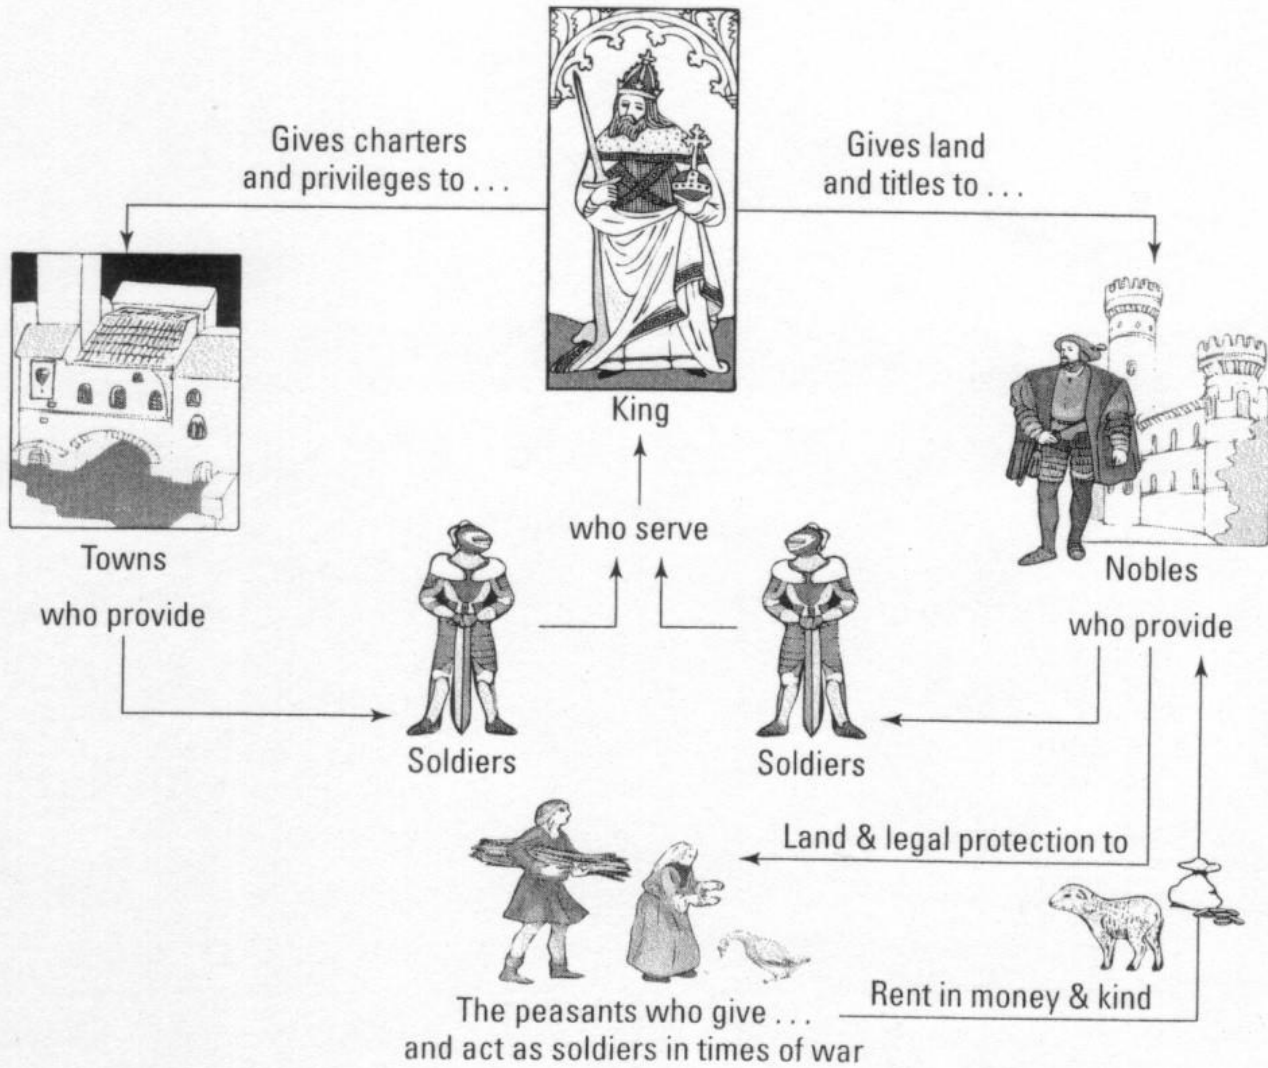 Gives charters
and privileges to . . .
Gives land
and titles to . . .
King
who serve
Towns
who provide
Nobles
who provide
Soldiers
Soldiers
Land & legal protection to
Rent in money & kind
The peasants who give . . .
and act as soldiers in times of war